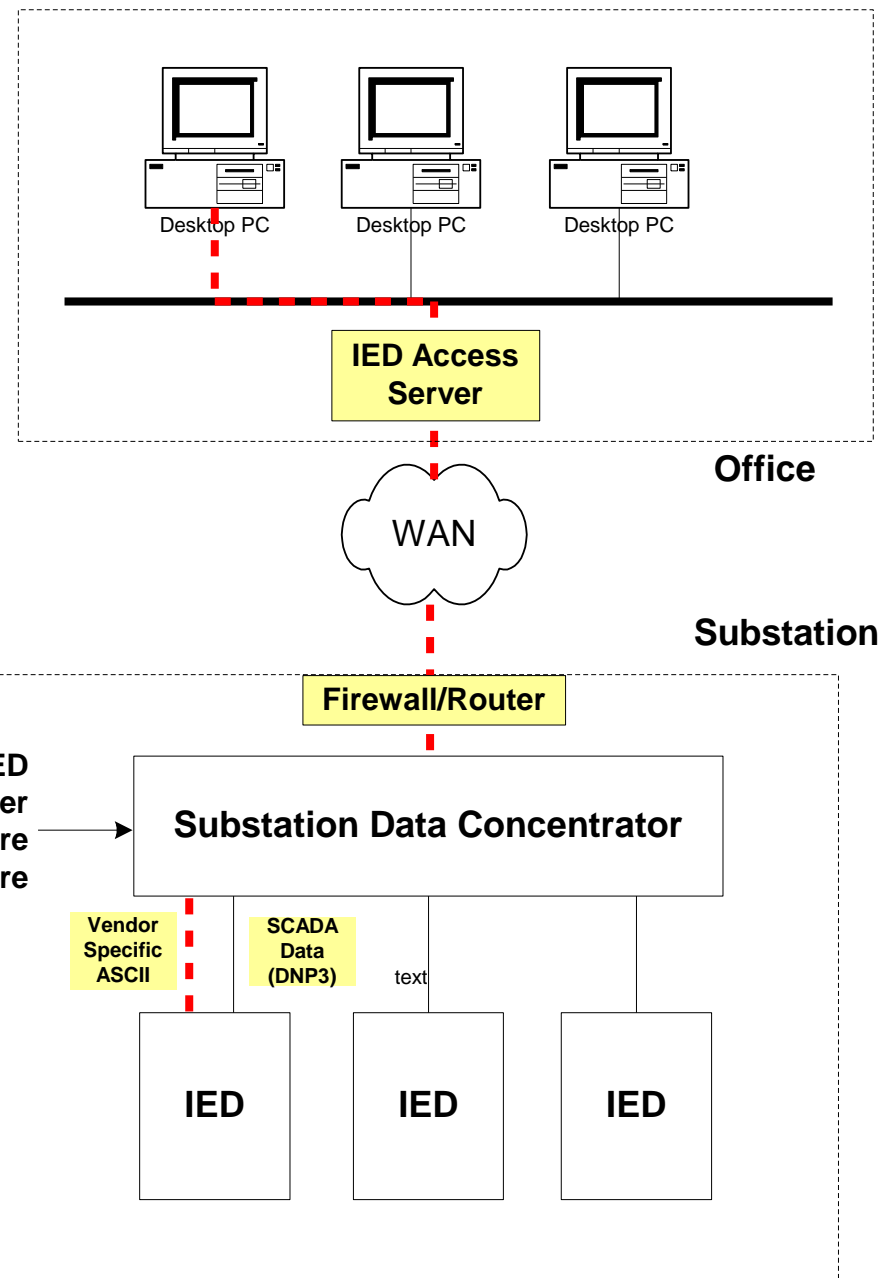 Desktop PC
Desktop PC
Desktop PC
IED Access
Server
Office
WAN
Substation
Firewall/Router
ED
er
re
re
Substation Data Concentrator
Vendor
Specific
ASCII
SCADA
Data
(DNP3)
text
IED
IED
IED